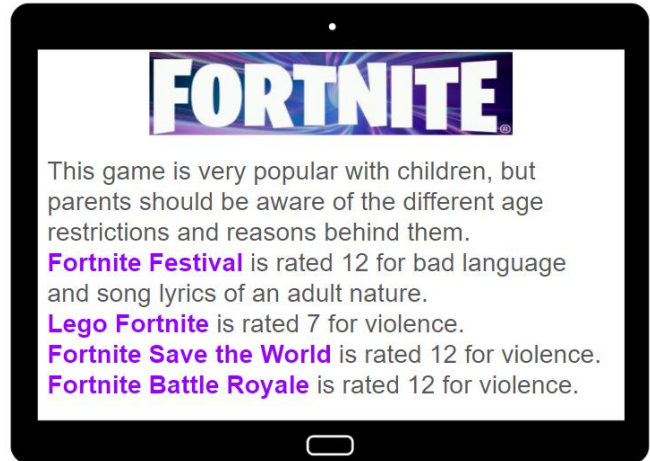 FORTNITE®
This game is very popular with children, but
parents should be aware of the different age
restrictions and reasons behind them.
Fortnite Festival is rated 12 for bad language
and song lyrics of an adult nature.
Lego Fortnite is rated 7 for violence.
Fortnite Save the World is rated 12 for violence.
Fortnite Battle Royale is rated 12 for violence.